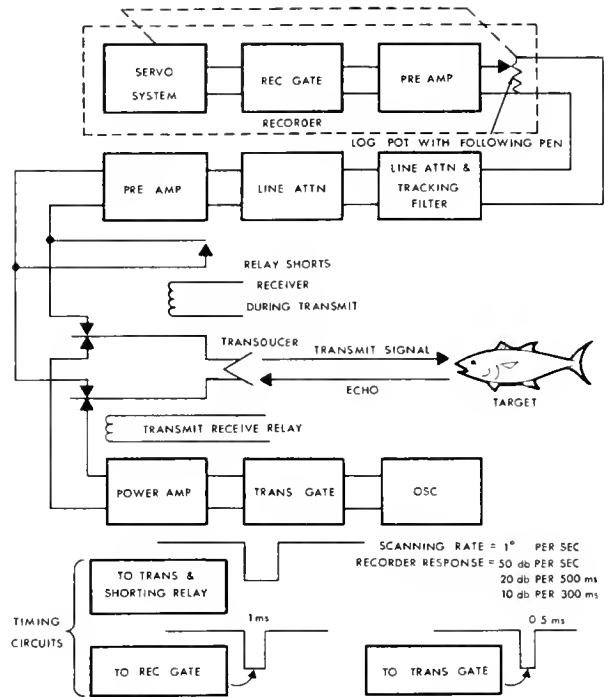 SERVO
SYSTEM
REC GATE
PRE AMP
RECORDER
LOG POT WITH FOLLOWING PEN
PRE AMP
LINE ATTN
LINE ATTN &
TRACKING
FILTER
RELAY SHORTS
RECEIVER
DURING TRANSMIT
TRANSOUCER
TRANSMIT SIGNAL
ECHO
TARGET
TRANSMIT RECEIVE RELAY
POWER AMP
TRANS GATE
OSC
SCANNING RATE = 1° PER SEC
RECORDER RESPONSE = 50 db PER SEC
20 db PER 500 ms
10 db PER 300 ms
TIMING
CIRCUITS
TO TRANS &
SHORTING RELAY
1 ms
TO REC GATE
0 5 ms
TO TRANS GATE